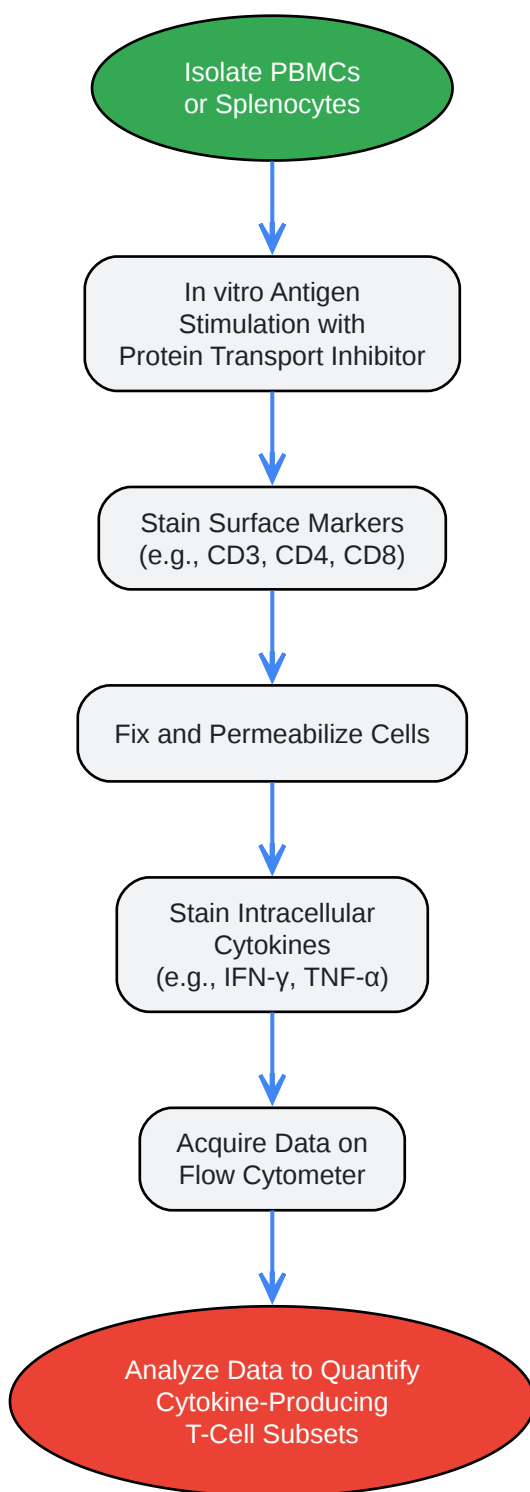 Isolate PBMCs
or Splenocytes
In vitro Antigen
Stimulation with
Protein Transport Inhibitor
Stain Surface Markers
(e.g., CD3, CD4, CD8)
Fix and Permeabilize Cells
Stain Intracellular
Cytokines
(e.g., IFN-γ, TNF-α)
Acquire Data on
Flow Cytometer
Analyze Data to Quantify
Cytokine-Producing
T-Cell Subsets